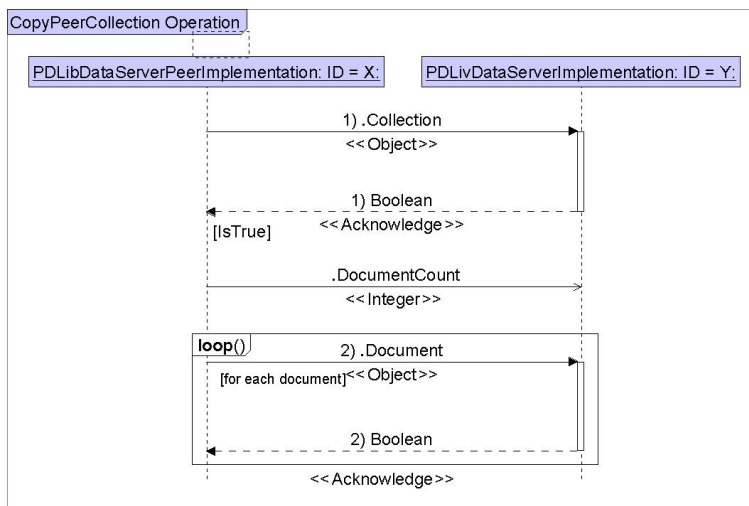 CopyPeerCollection Operation
PDLibDataServerPeerImplementation: ID = X:
PDLivDataServerImplementation: ID = Y:
1) .Collection
<<Object>>
1) Boolean
<<Acknowledge>>
[IsTrue]
.DocumentCount
<<Integer>>
loop()
2) .Document
[for each document]
<<Object>>
2) Boolean
<<Acknowledge>>